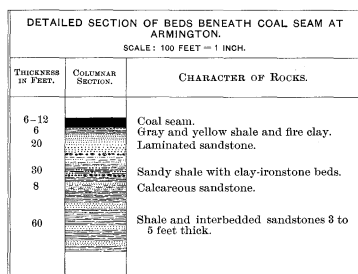 DETAILED SECTION OF BEDS BENEATH COAL SEAM AT
ARMINGTON.
SCALE: 100 FEET = 1 INCH.
THICKNESS
IN FEET.
COLUMNAR
SECTION.
CHARACTER OF ROCKS.
6–12 Coal seam.
6 Gray and yellow shale and fire clay.
20 Laminated sandstone.
30 Sandy shale with clay-ironstone beds.
8 Calcareous sandstone.
60 Shale and interbedded sandstones 3 to
5 feet thick.